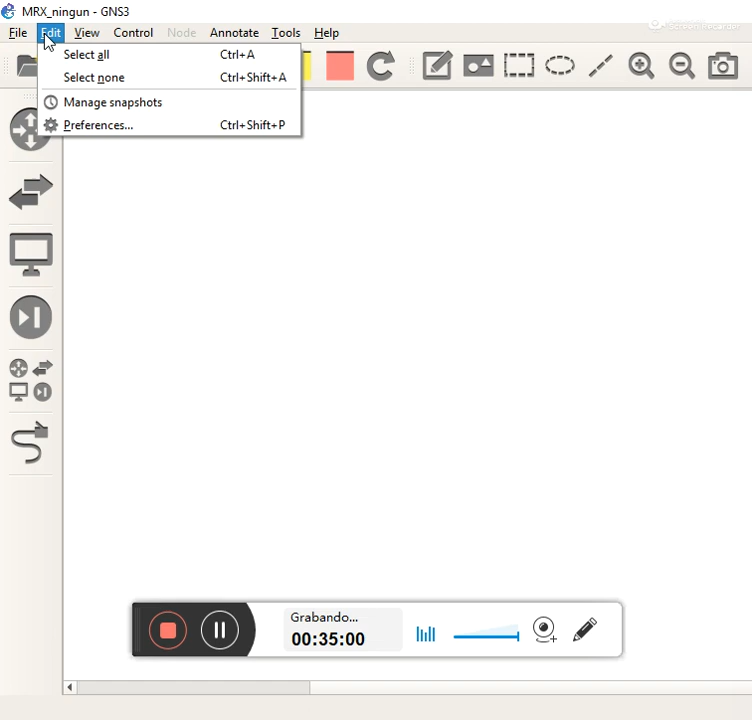 MRX_ningun - GNS3
File Edit View Control Node Annotate Tools Help
Select all Ctrl+A
Select none Ctrl+Shift+A
Manage snapshots
Preferences... Ctrl+Shift+P
Grabando...
00:35:00